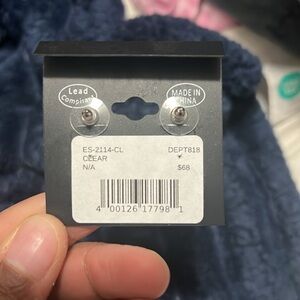 Lead
Compliant
MADE IN
CHINA
ES-2114-CL DEPT818
CLEAR
N/A $68
4 00126 17798 1